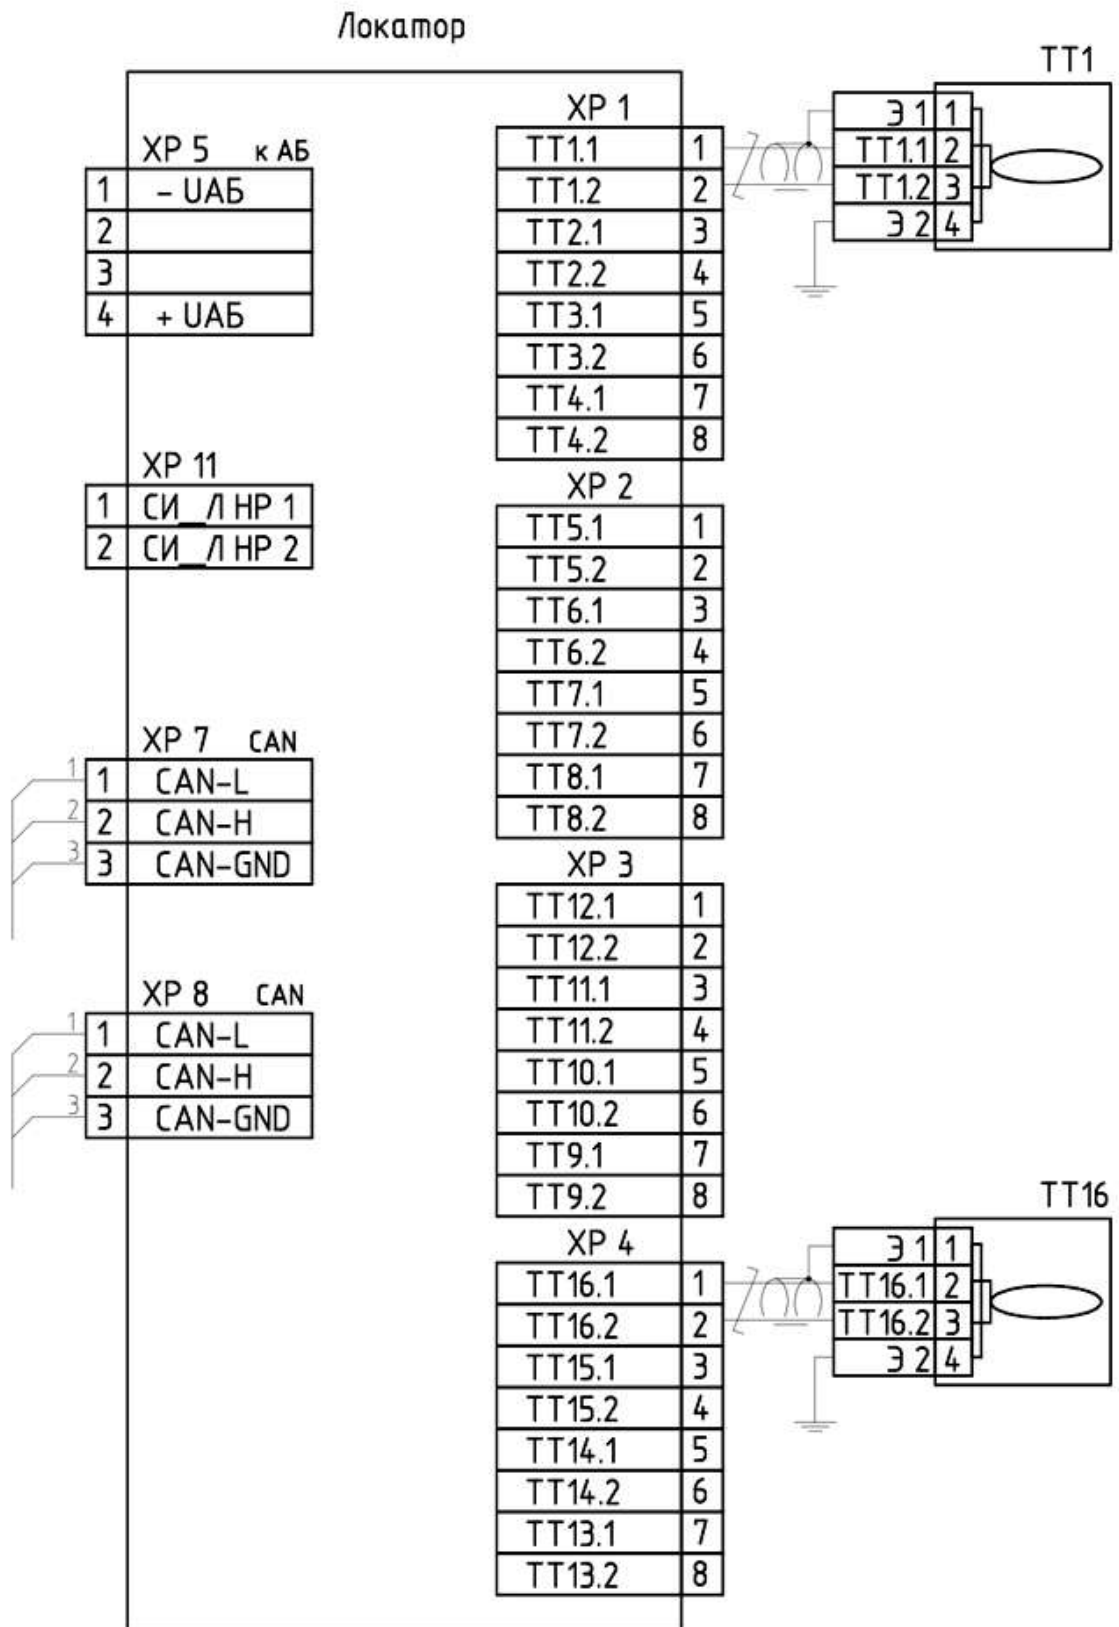 Локатор
ХР 5 к АБ
1 - UАБ
2
3
4 + UАБ
ХР 11
1 СИ__Л НР 1
2 СИ__Л НР 2
ХР 7 CAN
1 1 CAN-L
2 2 CAN-H
3 3 CAN-GND
ХР 8 CAN
1 1 CAN-L
2 2 CAN-H
3 3 CAN-GND
ХР 1
ТТ1.1 1
ТТ1.2 2
ТТ2.1 3
ТТ2.2 4
ТТ3.1 5
ТТ3.2 6
ТТ4.1 7
ТТ4.2 8
ХР 2
ТТ5.1 1
ТТ5.2 2
ТТ6.1 3
ТТ6.2 4
ТТ7.1 5
ТТ7.2 6
ТТ8.1 7
ТТ8.2 8
ХР 3
ТТ12.1 1
ТТ12.2 2
ТТ11.1 3
ТТ11.2 4
ТТ10.1 5
ТТ10.2 6
ТТ9.1 7
ТТ9.2 8
ХР 4
ТТ16.1 1
ТТ16.2 2
ТТ15.1 3
ТТ15.2 4
ТТ14.1 5
ТТ14.2 6
ТТ13.1 7
ТТ13.2 8
ТТ1
Э 1 1
ТТ1.1 2
ТТ1.2 3
Э 2 4
ТТ16
Э 1 1
ТТ16.1 2
ТТ16.2 3
Э 2 4